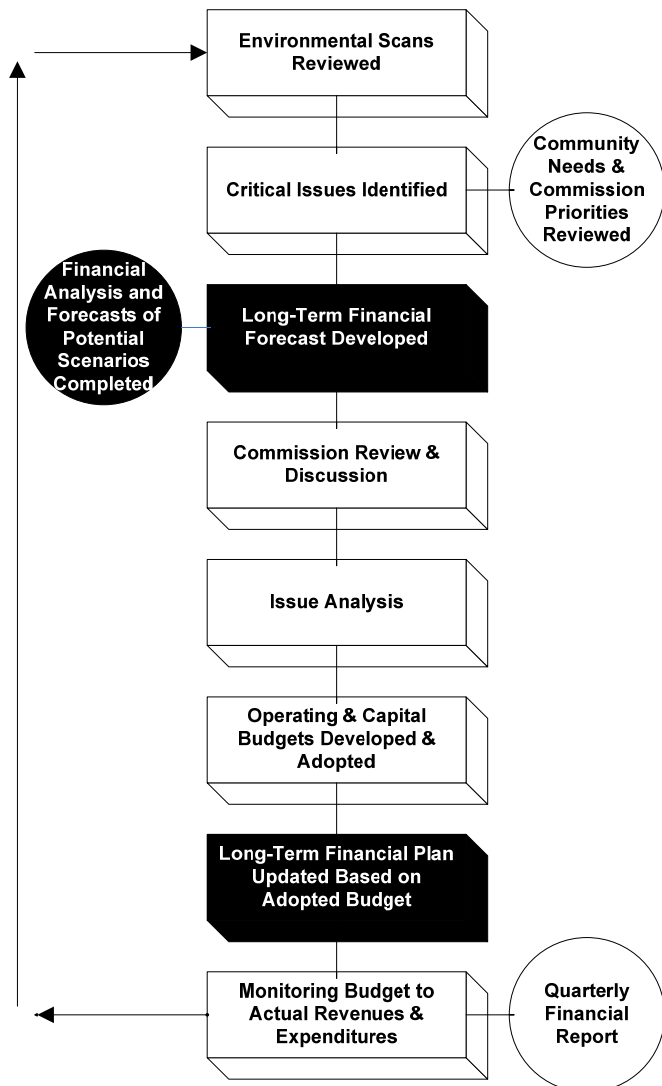 Environmental Scans
Reviewed
Critical Issues Identified
Community
Needs &
Commission
Priorities
Reviewed
Financial
Analysis and
Forecasts of
Potential
Scenarios
Completed
Long-Term Financial
Forecast Developed
Commission Review &
Discussion
Issue Analysis
Operating & Capital
Budgets Developed &
Adopted
Long-Term Financial Plan
Updated Based on
Adopted Budget
Monitoring Budget to
Actual Revenues &
Expenditures
Quarterly
Financial
Report